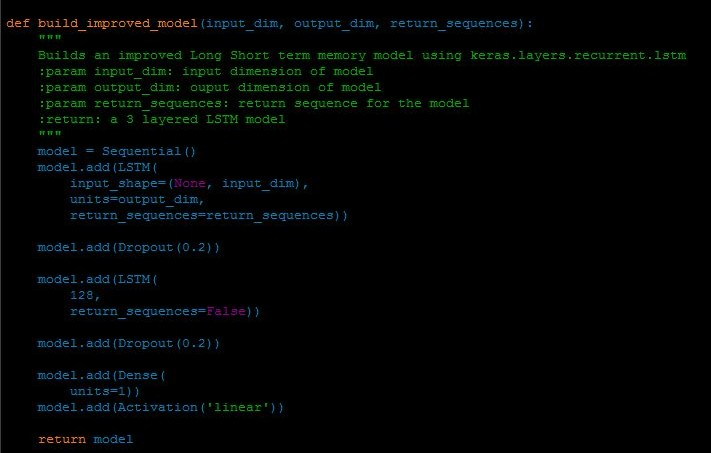 def build_improved_model(input_dim, output_dim, return_sequences):
"""
Builds an improved Long Short term memory model using keras.layers.recurrent.lstm
:param input_dim: input dimension of model
:param output_dim: ouput dimension of model
:param return_sequences: return sequence for the model
:return: a 3 layered LSTM model
"""
model = Sequential()
model.add(LSTM(
input_shape=(None, input_dim),
units=output_dim,
return_sequences=return_sequences))
model.add(Dropout(0.2))
model.add(LSTM(
128,
return_sequences=False))
model.add(Dropout(0.2))
model.add(Dense(
units=1))
model.add(Activation('linear'))
return model